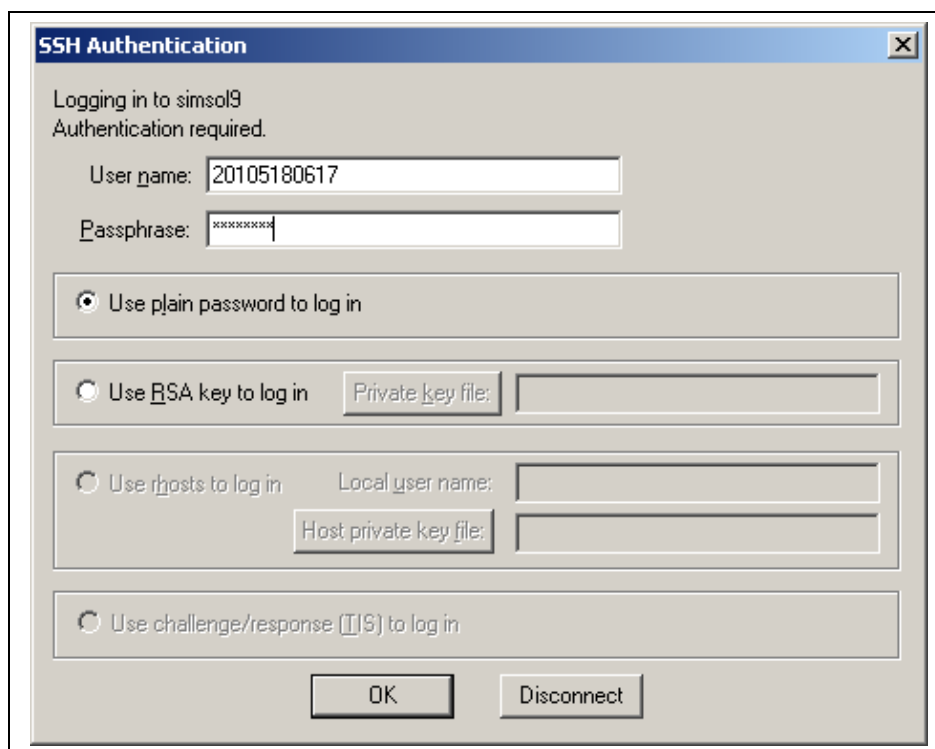 SSH Authentication
Logging in to simsol9
Authentication required.
User name: 20105180617
Passphrase: ********
Use plain password to log in
Use RSA key to log in Private key file:
Use rhosts to log in Local user name:
Host private key file:
Use challenge/response (TIS) to log in
OK Disconnect